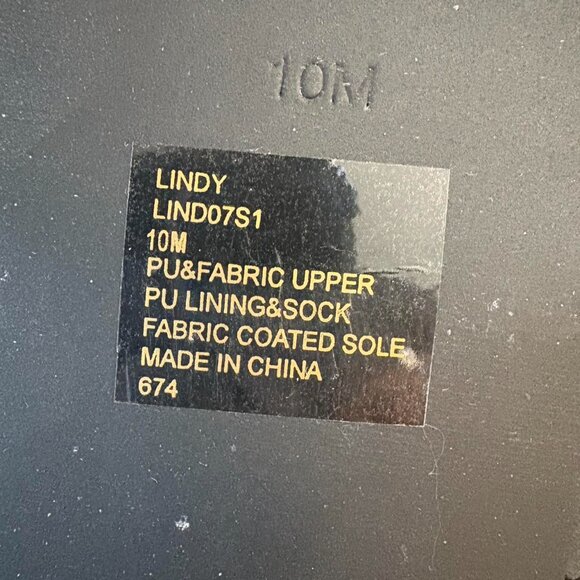 10M
LINDY
LIND07S1
10M
PU&FABRIC UPPER
PU LINING&SOCK
FABRIC COATED SOLE
MADE IN CHINA
674